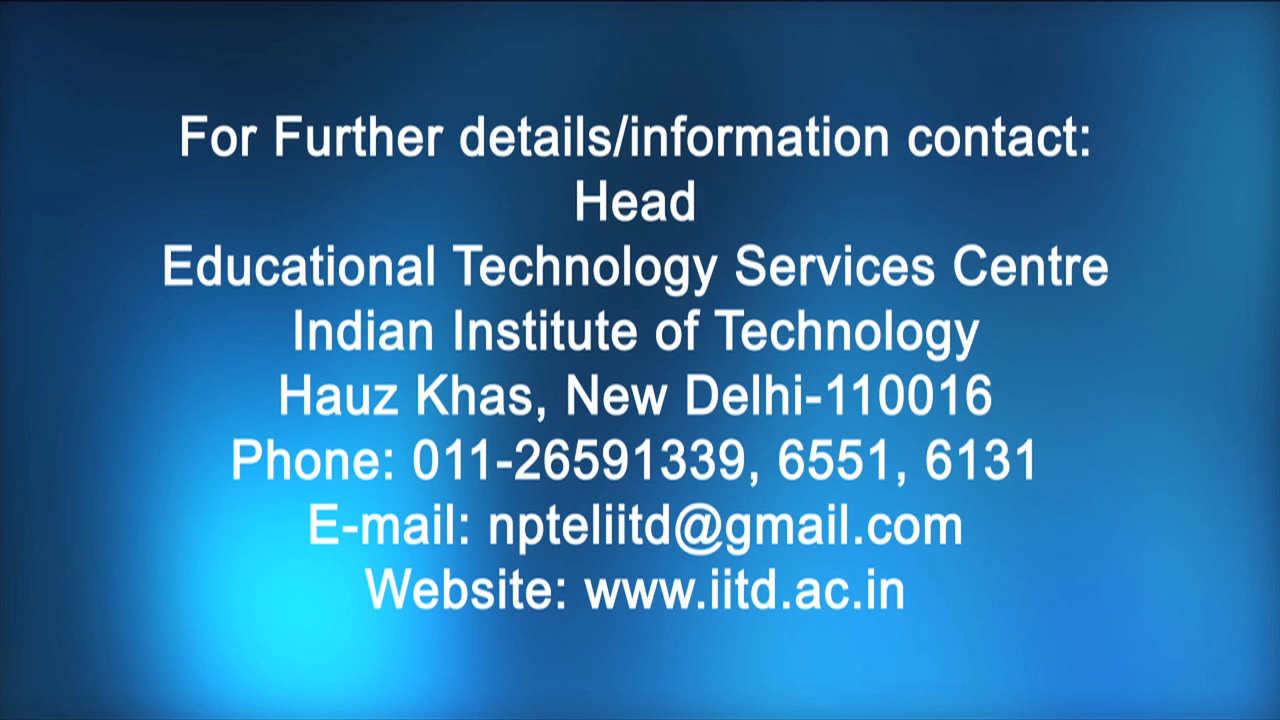 For Further details/information contact:
Head
Educational Technology Services Centre
Indian Institute of Technology
Hauz Khas, New Delhi-110016
Phone: 011-26591339, 6551, 6131
E-mail: npteliitd@gmail.com
Website: www.iitd.ac.in